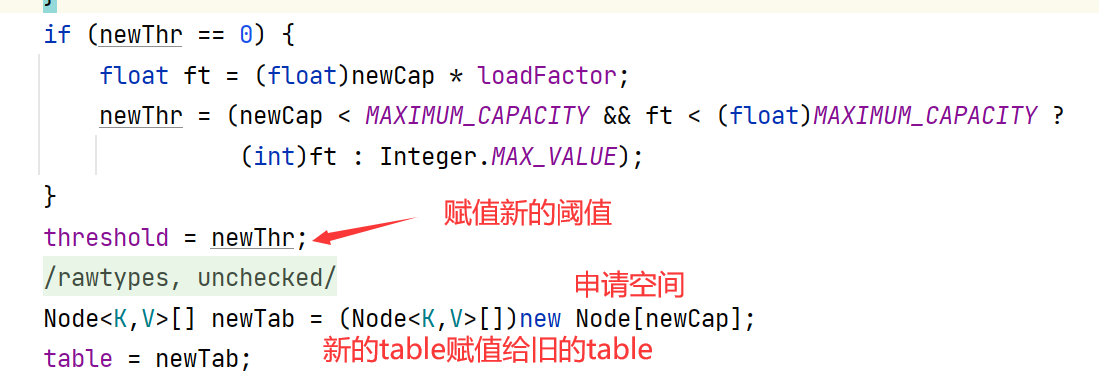 }
if (newThr == 0) {
float ft = (float)newCap * loadFactor;
newThr = (newCap < MAXIMUM_CAPACITY && ft < (float)MAXIMUM_CAPACITY ?
(int)ft : Integer.MAX_VALUE);
}
赋值新的阈值
threshold = newThr;
/rawtypes, unchecked/
申请空间
Node<K,V>[] newTab = (Node<K,V>[])new Node[newCap];
table = newTab;
新的table赋值给旧的table